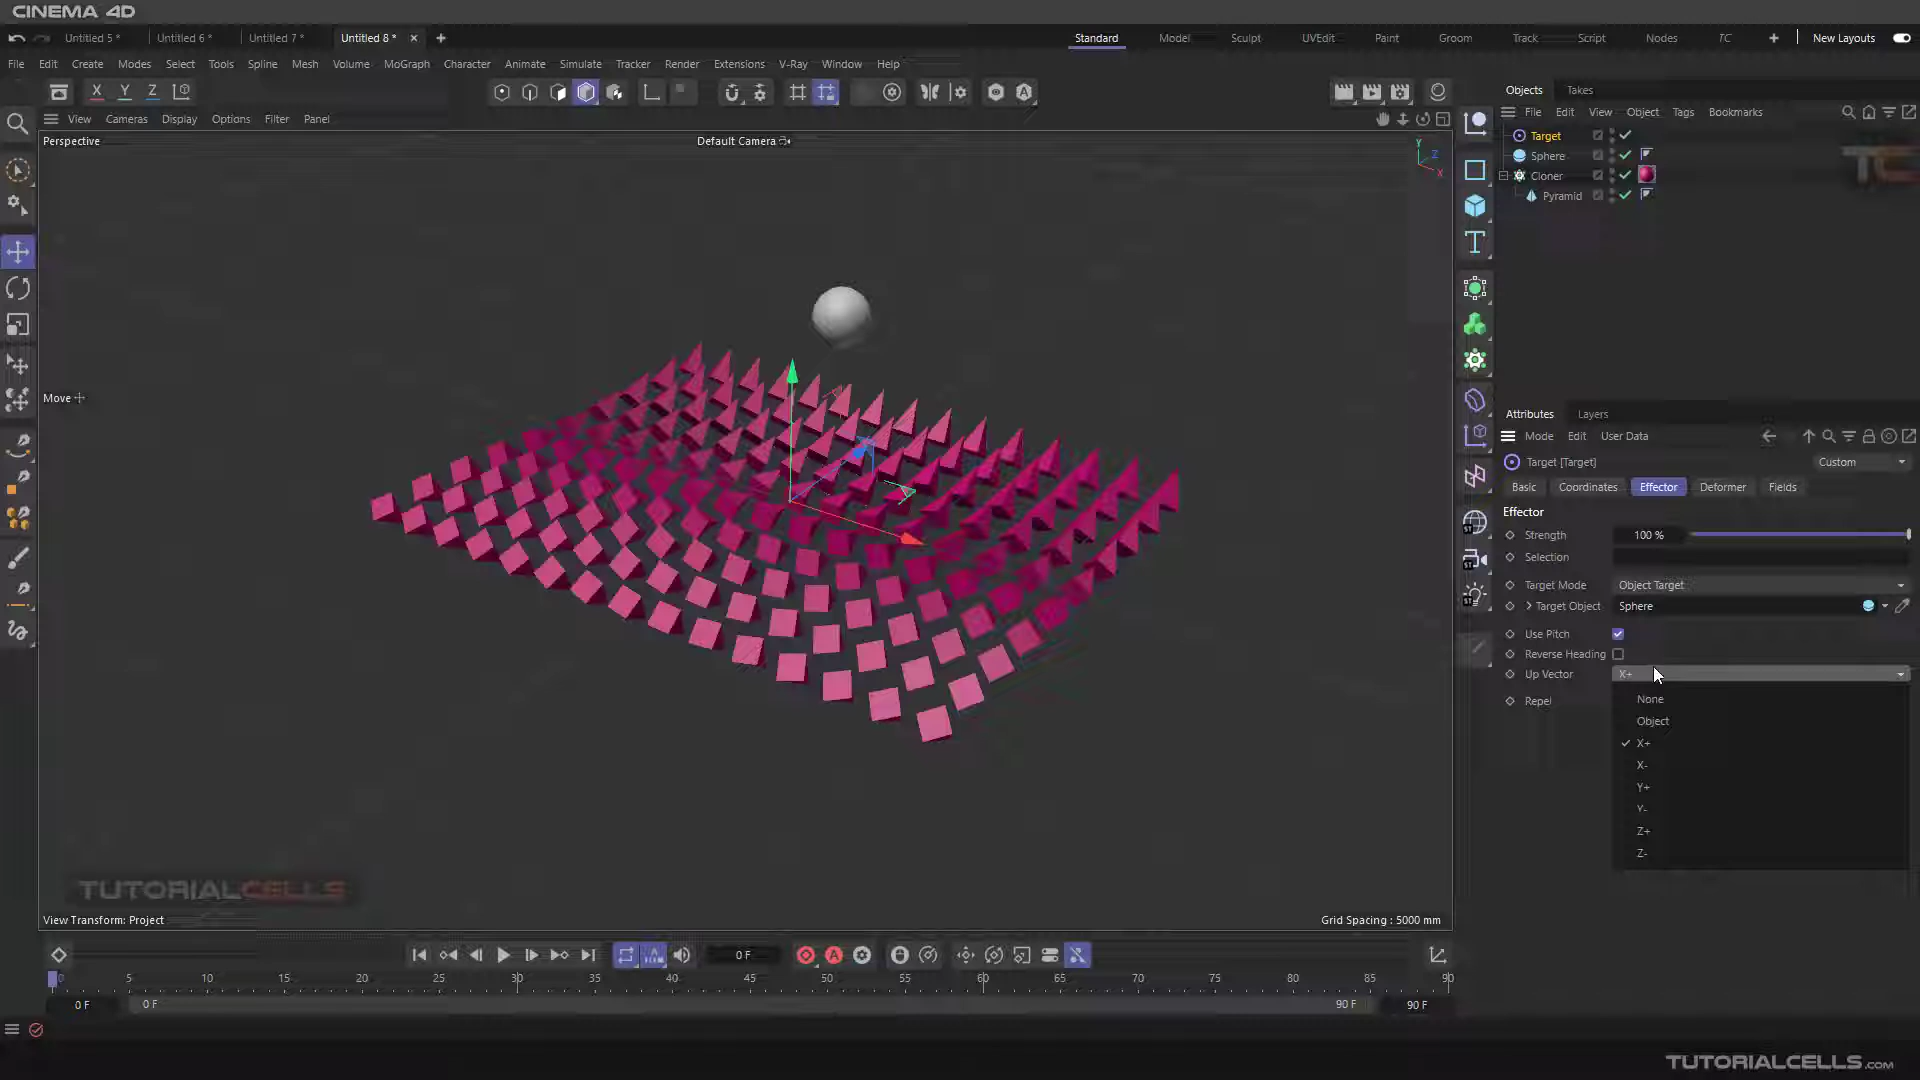 CINEMA 4D
Untitled 5 * Untitled 6 * Untitled 7 * Untitled 8 *
Standard Model Sculpt UVEdit Paint Groom Track Script Nodes TC New Layouts
File Edit Create Modes Select Tools Spline Mesh Volume MoGraph Character Animate Simulate Tracker Render Extensions V-Ray Window Help
X Y Z
Objects Takes
View Cameras Display Options Filter Panel
File Edit View Object Tags Bookmarks
Perspective
Default Camera
Y Z X
Target
Sphere
Cloner
Pyramid
TC
Move
Attributes Layers
Mode Edit User Data
Target [Target] Custom
Basic Coordinates Effector Deformer Fields
Effector
Strength 100 %
Selection
Target Mode Object Target
Target Object Sphere
Use Pitch
Reverse Heading
Up Vector X+
Repel
None
Object
X+
X-
Y+
Y-
Z+
Z-
TUTORIALCELLS
View Transform: Project
Grid Spacing : 5000 mm
0 F
0 5 10 15 20 25 30 35 40 45 50 55 60 65 70 75 80 85 90
0 F 0 F 90 F 90 F
TUTORIALCELLS.COM